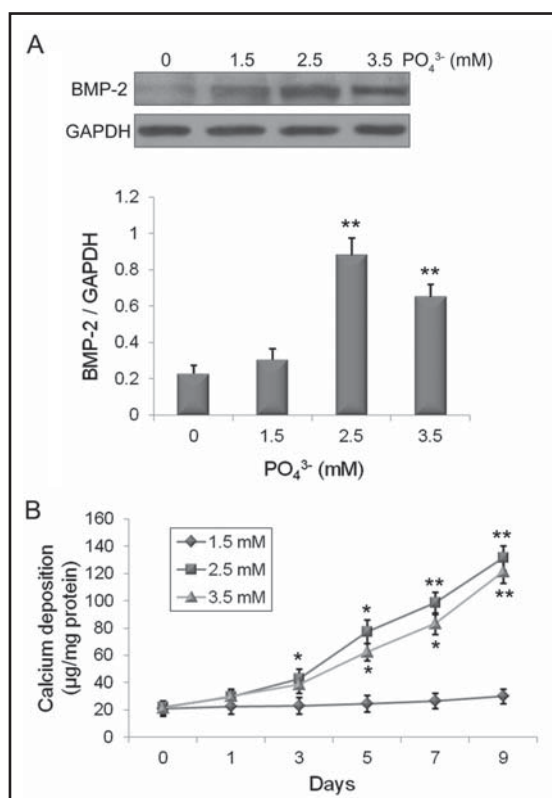 A
0 1.5 2.5 3.5 PO₄³⁻ (mM)
BMP-2
GAPDH
BMP-2 / GAPDH
1.2
1
0.8
0.6
0.4
0.2
0
**
**
0 1.5 2.5 3.5
PO₄³⁻ (mM)
B
Calcium deposition
(µg/mg protein)
160
140
120
100
80
60
40
20
0
1.5 mM
2.5 mM
3.5 mM
*
*
*
**
*
**
**
0 1 3 5 7 9
Days